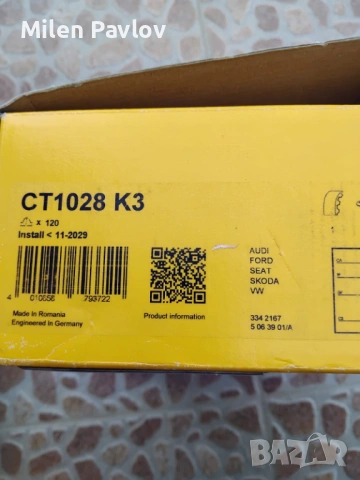 Milen Pavlov
CT1028 K3
x 120
Install < 11-2029
4 010858 793722
Made in Romania
Engineered in Germany
Product information
AUDI
FORD
SEAT
SKODA
VW
334 2167
5 06 39 01/A
BAZAR